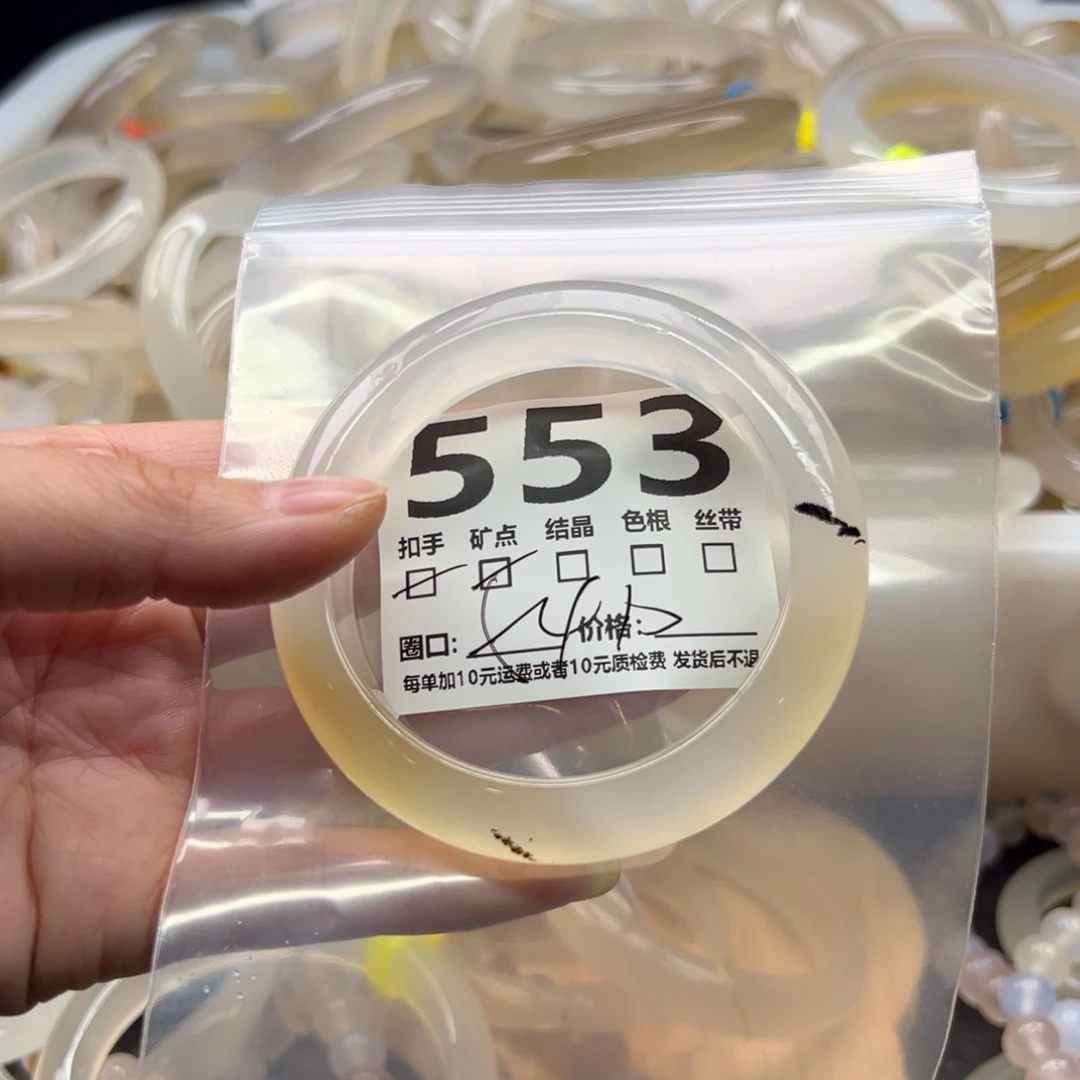 553
扣手 矿点 结晶 色根 丝带
圈口: 价格:
每单加10元运费或者10元质检费 发货后不退